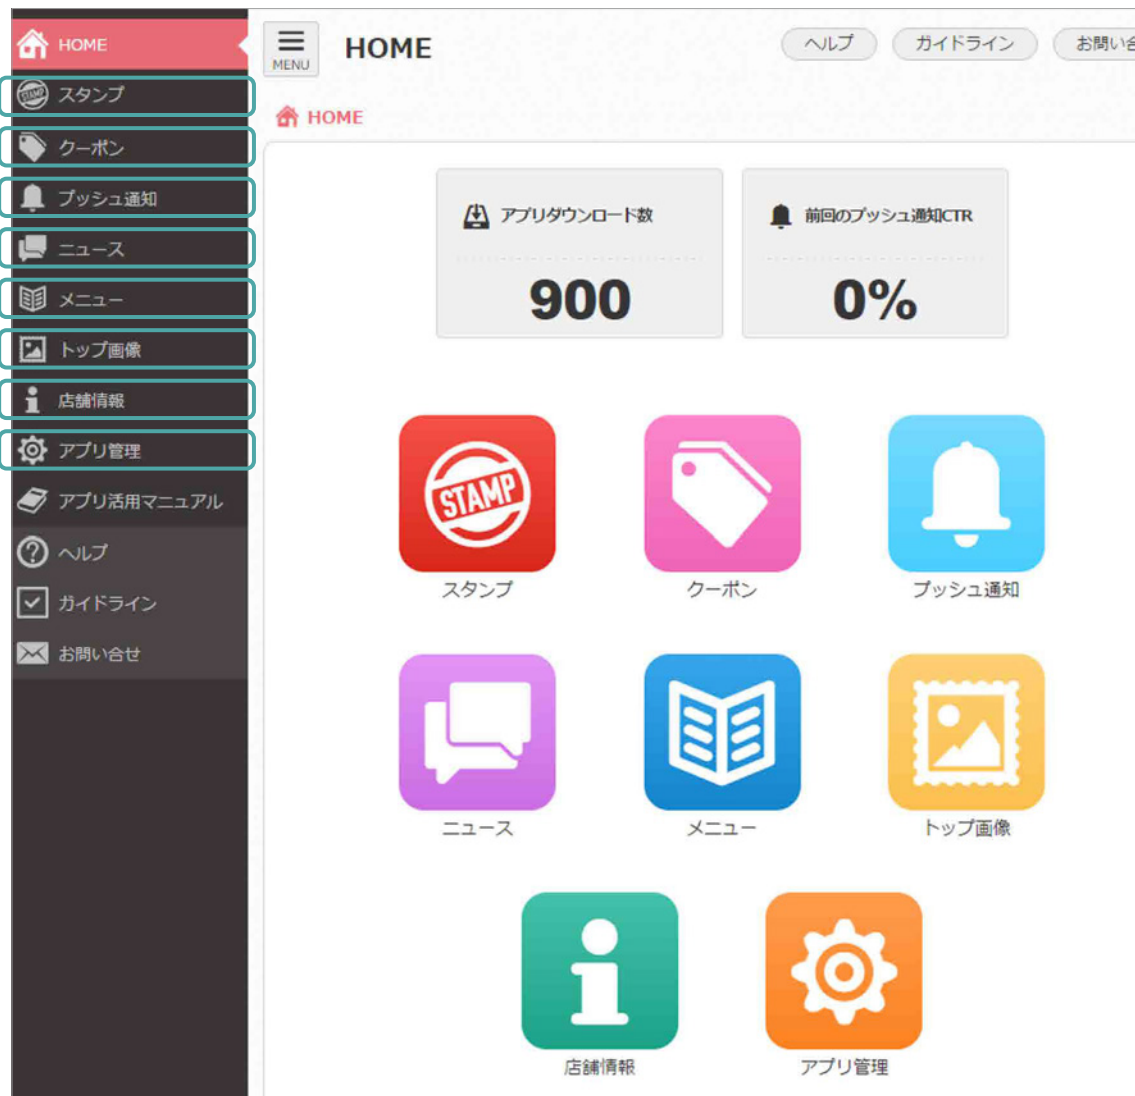 HOME
STAMP
スタンプ
クーポン
プッシュ通知
ニュース
メニュー
トップ画像
店舗情報
アプリ管理
アプリ活用マニュアル
ヘルプ
ガイドライン
お問い合せ
MENU
HOME
ヘルプ
ガイドライン
お問い合
HOME
アプリダウンロード数
900
前回のプッシュ通知CTR
0%
STAMP
スタンプ
クーポン
プッシュ通知
ニュース
メニュー
トップ画像
店舗情報
アプリ管理